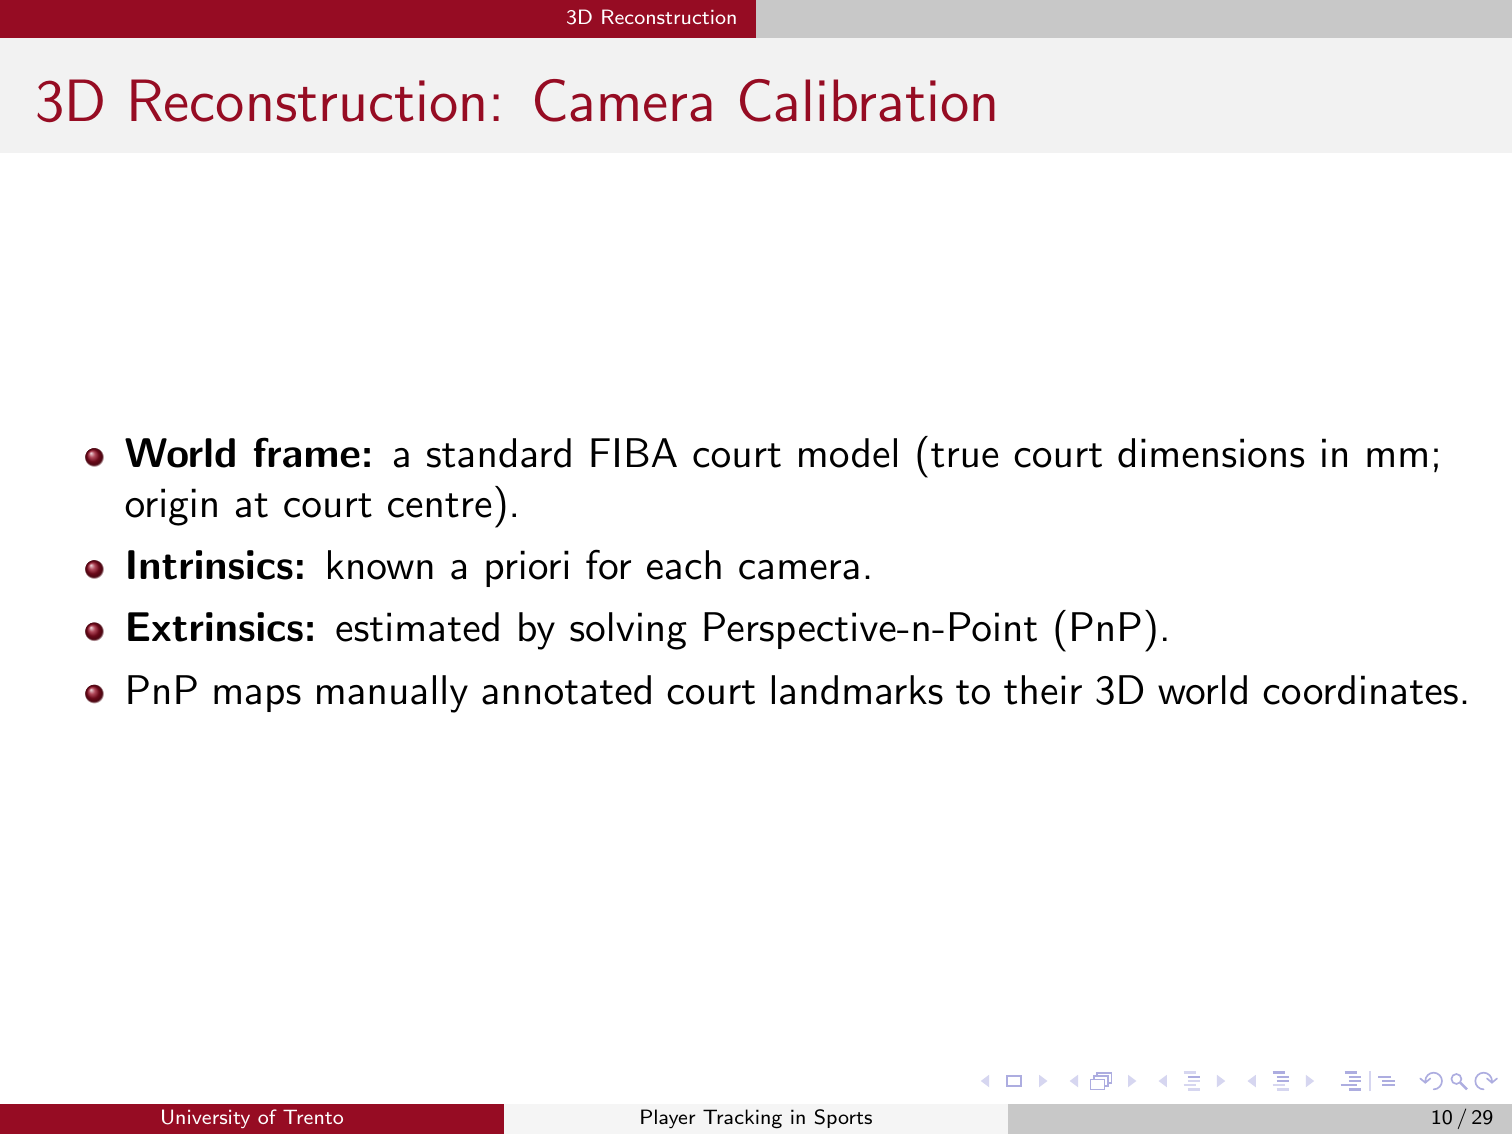 3D Reconstruction
3D Reconstruction: Camera Calibration
World frame: a standard FIBA court model (true court dimensions in mm;
origin at court centre).
Intrinsics: known a priori for each camera.
Extrinsics: estimated by solving Perspective-n-Point (PnP).
PnP maps manually annotated court landmarks to their 3D world coordinates.
University of Trento
Player Tracking in Sports
10 / 29